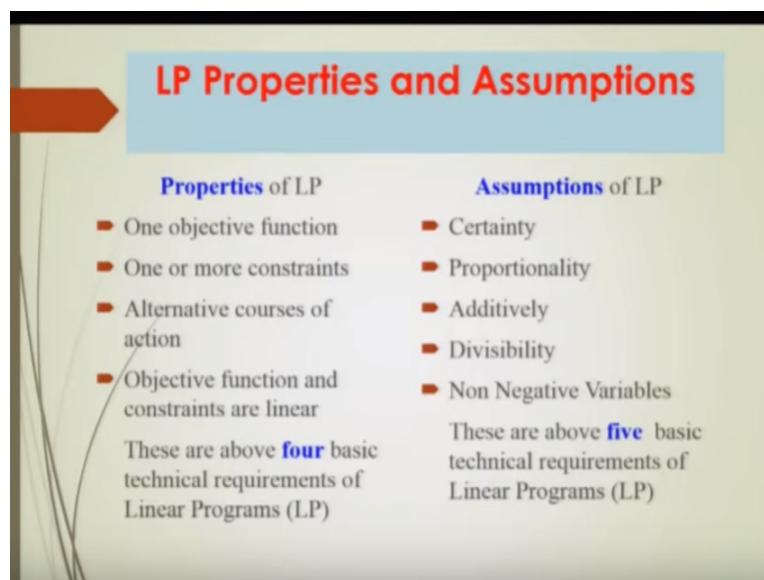 LP Properties and Assumptions
Properties of LP
One objective function
One or more constraints
Alternative courses of
action
Objective function and
constraints are linear
These are above four basic
technical requirements of
Linear Programs (LP)
Assumptions of LP
Certainty
Proportionality
Additively
Divisibility
Non Negative Variables
These are above five basic
technical requirements of
Linear Programs (LP)